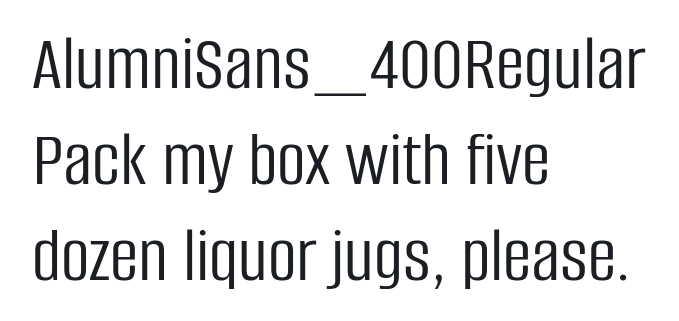 AlumniSans__400Regular
Pack my box with five
dozen liquor jugs, please.